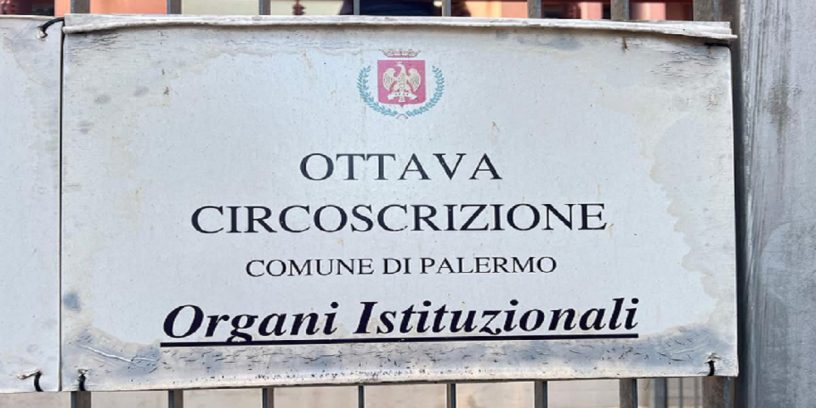 OTTAVA
CIRCOSCRIZIONE
COMUNE DI PALERMO
Organi Istituzionali